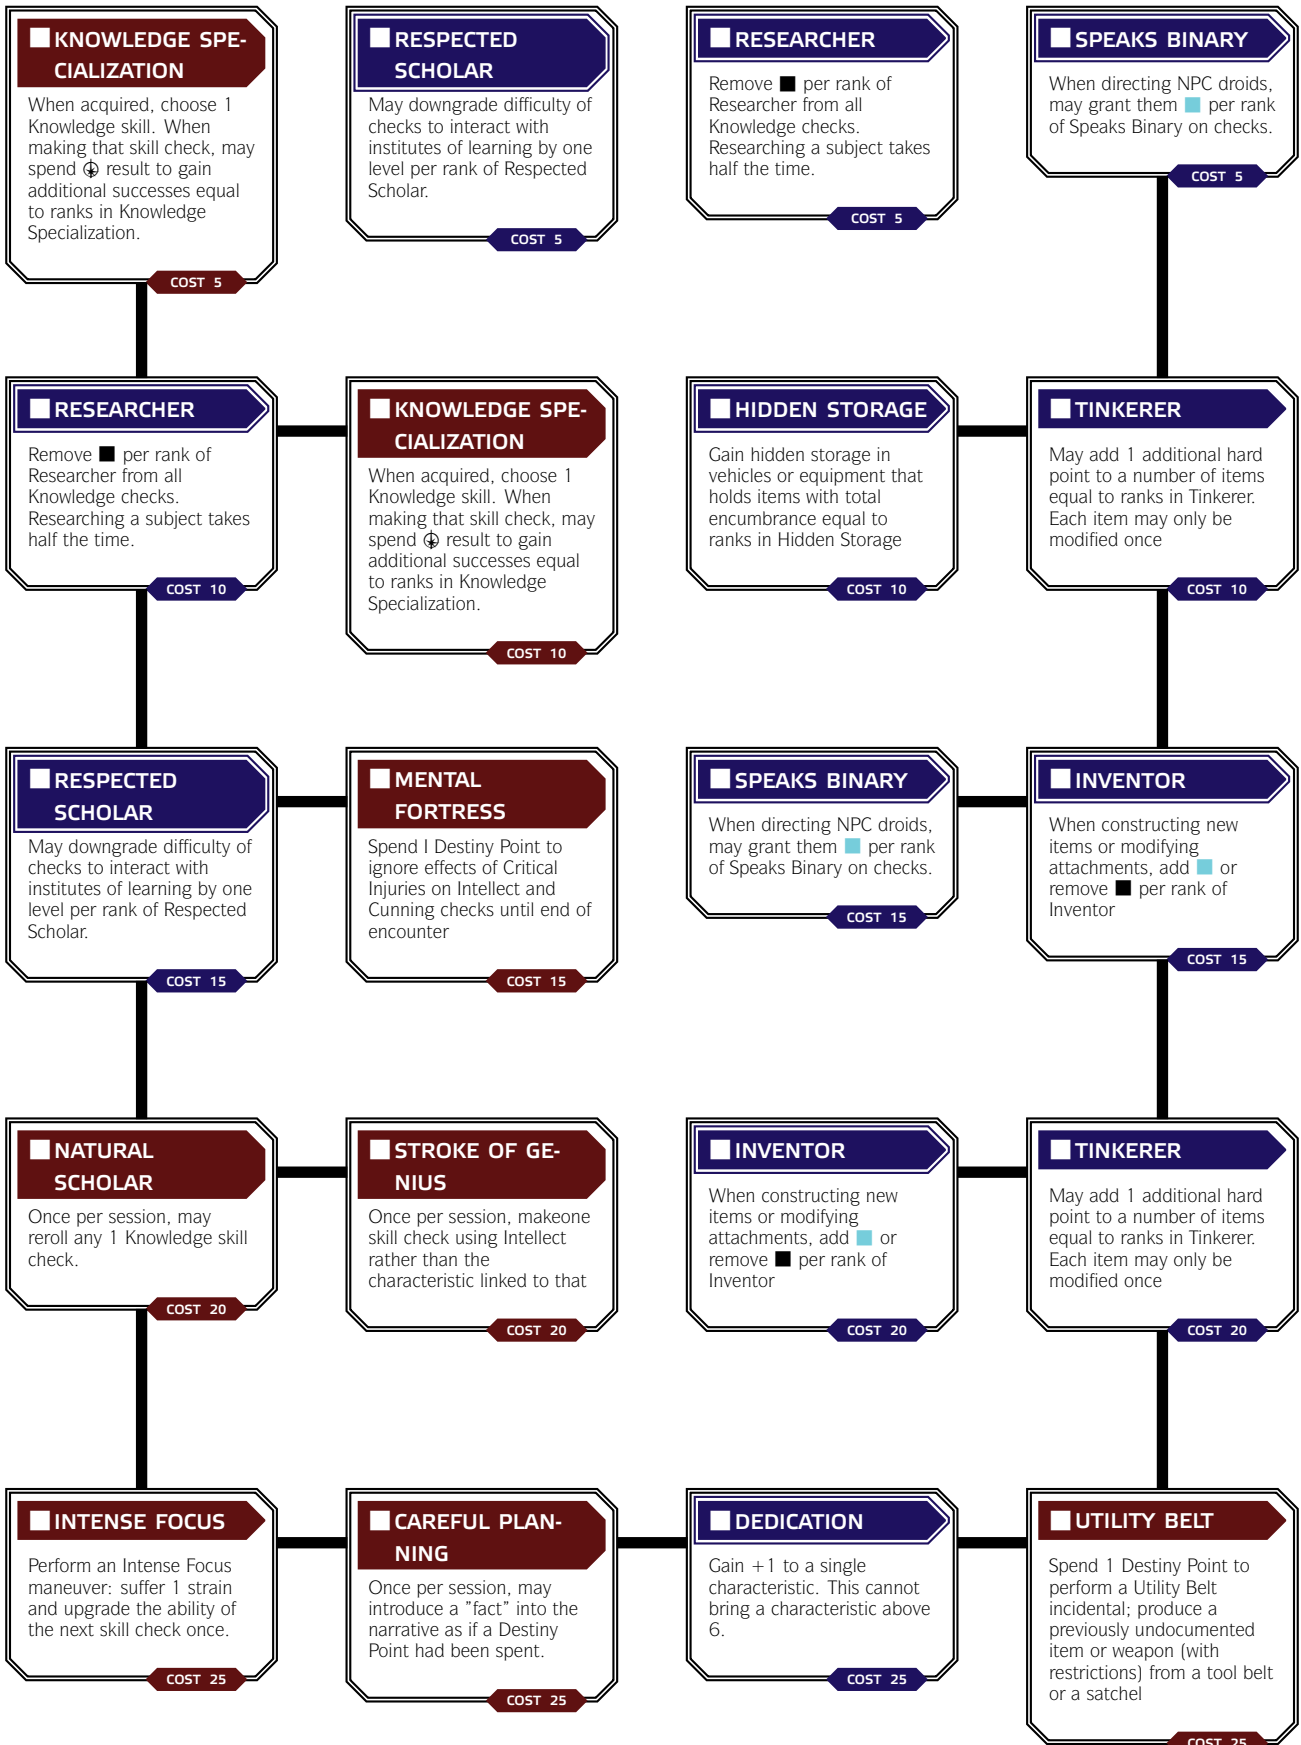 KNOWLEDGE SPE-
CIALIZATION
When acquired, choose 1
Knowledge skill. When
making that skill check, may
spend result to gain
additional successes equal
to ranks in Knowledge
Specialization.
COST 5
RESPECTED
SCHOLAR
May downgrade difficulty of
checks to interact with
institutes of learning by one
level per rank of Respected
Scholar.
COST 5
RESEARCHER
Remove per rank of
Researcher from all
Knowledge checks.
Researching a subject takes
half the time.
COST 5
SPEAKS BINARY
When directing NPC droids,
may grant them per rank
of Speaks Binary on checks.
COST 5
RESEARCHER
Remove per rank of
Researcher from all
Knowledge checks.
Researching a subject takes
half the time.
COST 10
KNOWLEDGE SPE-
CIALIZATION
When acquired, choose 1
Knowledge skill. When
making that skill check, may
spend result to gain
additional successes equal
to ranks in Knowledge
Specialization.
COST 10
HIDDEN STORAGE
Gain hidden storage in
vehicles or equipment that
holds items with total
encumbrance equal to
ranks in Hidden Storage
COST 10
TINKERER
May add 1 additional hard
point to a number of items
equal to ranks in Tinkerer.
Each item may only be
modified once
COST 10
RESPECTED
SCHOLAR
May downgrade difficulty of
checks to interact with
institutes of learning by one
level per rank of Respected
Scholar.
COST 15
MENTAL
FORTRESS
Spend I Destiny Point to
ignore effects of Critical
Injuries on Intellect and
Cunning checks until end of
encounter
COST 15
SPEAKS BINARY
When directing NPC droids,
may grant them per rank
of Speaks Binary on checks.
COST 15
INVENTOR
When constructing new
items or modifying
attachments, add or
remove per rank of
Inventor
COST 15
NATURAL
SCHOLAR
Once per session, may
reroll any 1 Knowledge skill
check.
COST 20
STROKE OF GE-
NIUS
Once per session, makeone
skill check using Intellect
rather than the
characteristic linked to that
COST 20
INVENTOR
When constructing new
items or modifying
attachments, add or
remove per rank of
Inventor
COST 20
TINKERER
May add 1 additional hard
point to a number of items
equal to ranks in Tinkerer.
Each item may only be
modified once
COST 20
INTENSE FOCUS
Perform an Intense Focus
maneuver: suffer 1 strain
and upgrade the ability of
the next skill check once.
COST 25
CAREFUL PLAN-
NING
Once per session, may
introduce a ”fact” into the
narrative as if a Destiny
Point had been spent.
COST 25
DEDICATION
Gain +1 to a single
characteristic. This cannot
bring a characteristic above
6.
COST 25
UTILITY BELT
Spend 1 Destiny Point to
perform a Utility Belt
incidental; produce a
previously undocumented
item or weapon (with
restrictions) from a tool belt
or a satchel
COST 25